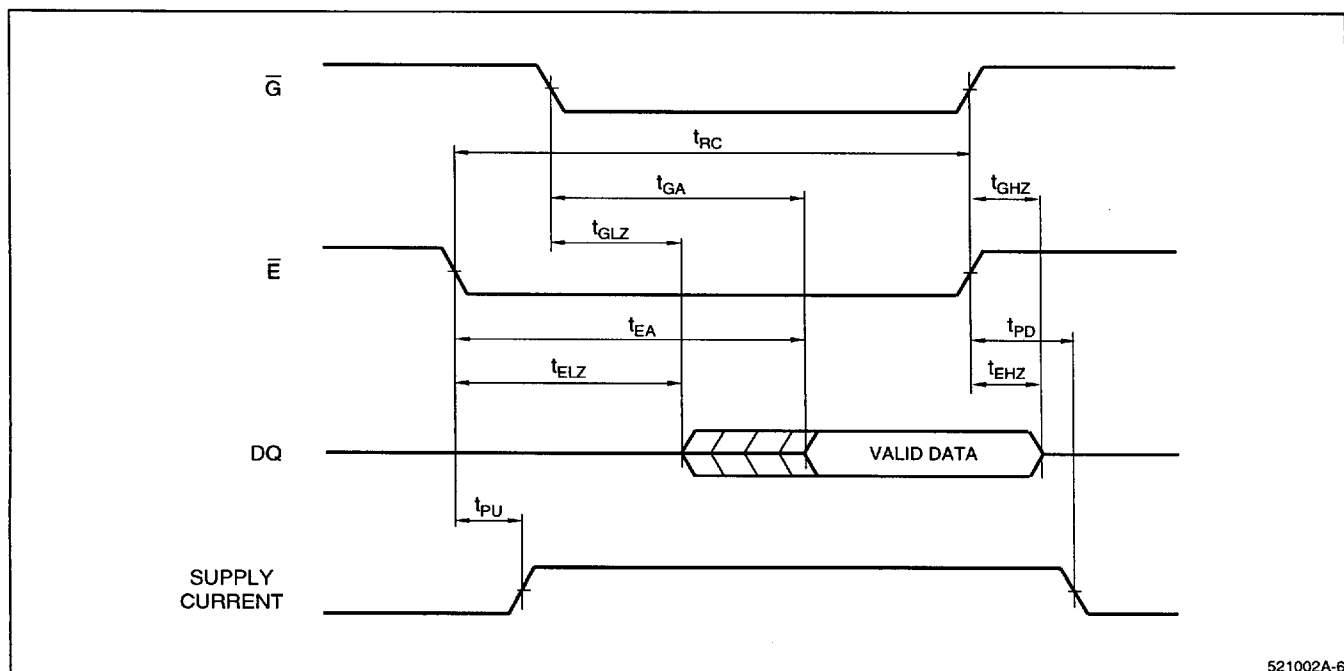 G̅
tRC
tGA
tGHZ
tGLZ
E̅
tEA
tPD
tELZ
tEHZ
DQ
VALID DATA
tPU
SUPPLY
CURRENT
521002A-6